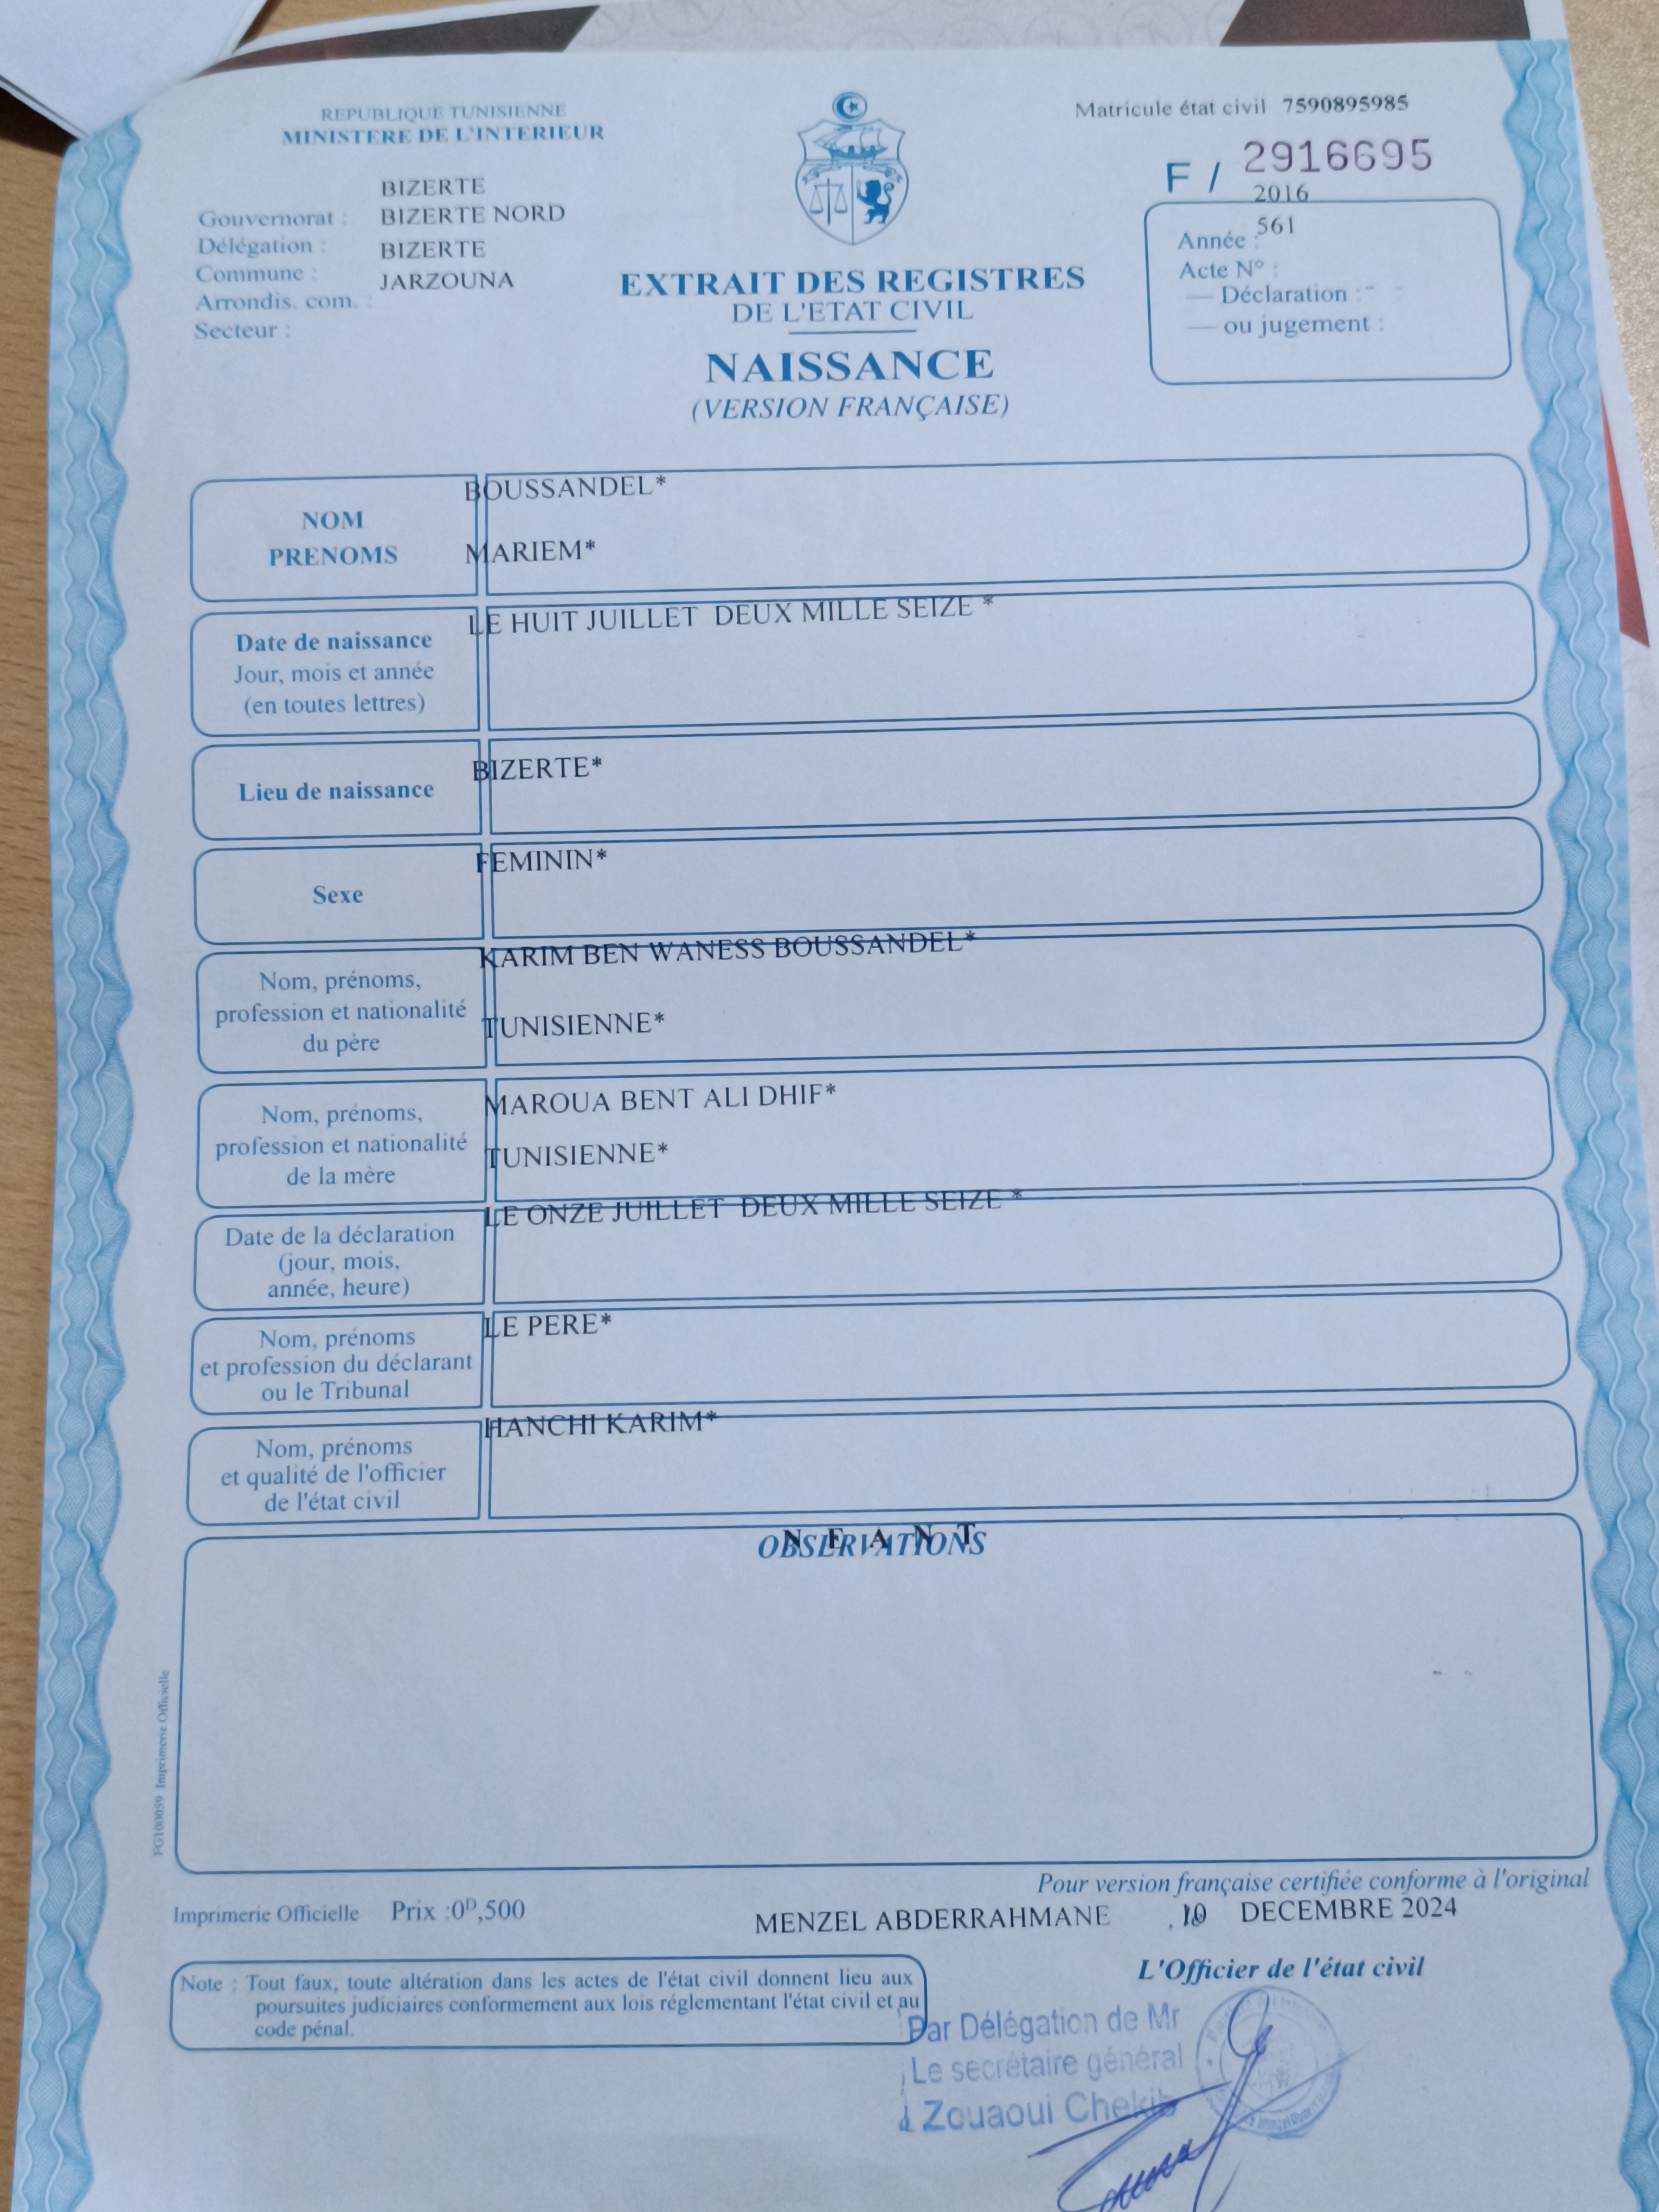 REPUBLIQUE TUNISIENNE
MINISTERE DE L'INTERIEUR
Matricule état civil 7590895985
F / 2916695
BIZERTE
Gouvernorat : BIZERTE NORD
Délégation : BIZERTE
Commune : JARZOUNA
Arrondis. com. :
Secteur :
2016
561
Année :
Acte N° :
— Déclaration : -
— ou jugement :
EXTRAIT DES REGISTRES
DE L'ETAT CIVIL
NAISSANCE
(VERSION FRANÇAISE)
NOM
PRENOMS
BOUSSANDEL*
MARIEM*
Date de naissance
Jour, mois et année
(en toutes lettres)
LE HUIT JUILLET DEUX MILLE SEIZE *
Lieu de naissance
BIZERTE*
Sexe
FEMININ*
Nom, prénoms,
profession et nationalité
du père
KARIM BEN WANESS BOUSSANDEL*
TUNISIENNE*
Nom, prénoms,
profession et nationalité
de la mère
MAROUA BENT ALI DHIF*
TUNISIENNE*
Date de la déclaration
(jour, mois,
année, heure)
LE ONZE JUILLET DEUX MILLE SEIZE *
Nom, prénoms
et profession du déclarant
ou le Tribunal
LE PERE*
Nom, prénoms
et qualité de l'officier
de l'état civil
HANCHI KARIM*
OBSERVATIONS
N E A N T
FG100059 Imprimerie Officielle
Pour version française certifiée conforme à l'original
Imprimerie Officielle Prix :0ᴰ,500
MENZEL ABDERRAHMANE , 10 DECEMBRE 2024
L'Officier de l'état civil
Note : Tout faux, toute altération dans les actes de l'état civil donnent lieu aux
poursuites judiciaires conformement aux lois réglementant l'état civil et au
code pénal.
Par Délégation de Mr
Le secrétaire général
Zouaoui Chekib